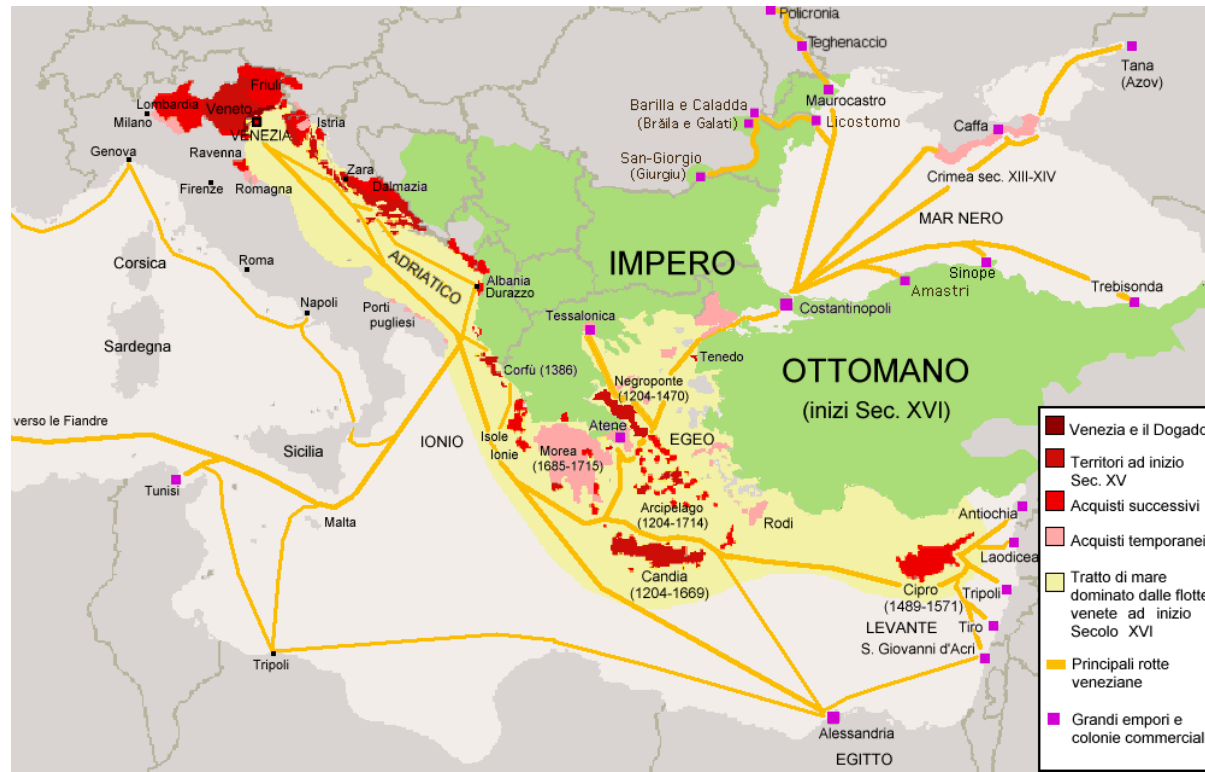 Policronia
Teghenaccio
Tana
(Azov)
Friuli
Lombardia
Veneto
Milano
VENEZIA
Istria
Barilla e Caladda
(Brăila e Galati)
Maurocastro
Licostomo
Caffa
Genova
Ravenna
Firenze
Romagna
Zara
Dalmazia
San-Giorgio
(Giurgiu)
Crimea sec. XIII-XIV
MAR NERO
Corsica
Roma
ADRIATICO
IMPERO
Albania
Durazzo
Sinope
Amastri
Trebisonda
Napoli
Porti
pugliesi
Tessalonica
Costantinopoli
Sardegna
Tenedo
Corfù (1386)
OTTOMANO
(inizi Sec. XVI)
Negroponte
(1204-1470)
verso le Fiandre
Atene
IONIO
Isole
Ionie
EGEO
Sicilia
Morea
(1685-1715)
Tunisi
Malta
Arcipelago
(1204-1714)
Rodi
Antiochia
Laodicea
Candia
(1204-1669)
Cipro
(1489-1571)
Tripoli
LEVANTE
Tiro
S. Giovanni d'Acri
Tripoli
Alessandria
EGITTO
Venezia e il Dogado
Territori ad inizio
Sec. XV
Acquisti successivi
Acquisti temporanei
Tratto di mare
dominato dalle flotte
venete ad inizio
Secolo XVI
Principali rotte
veneziane
Grandi empori e
colonie commercial